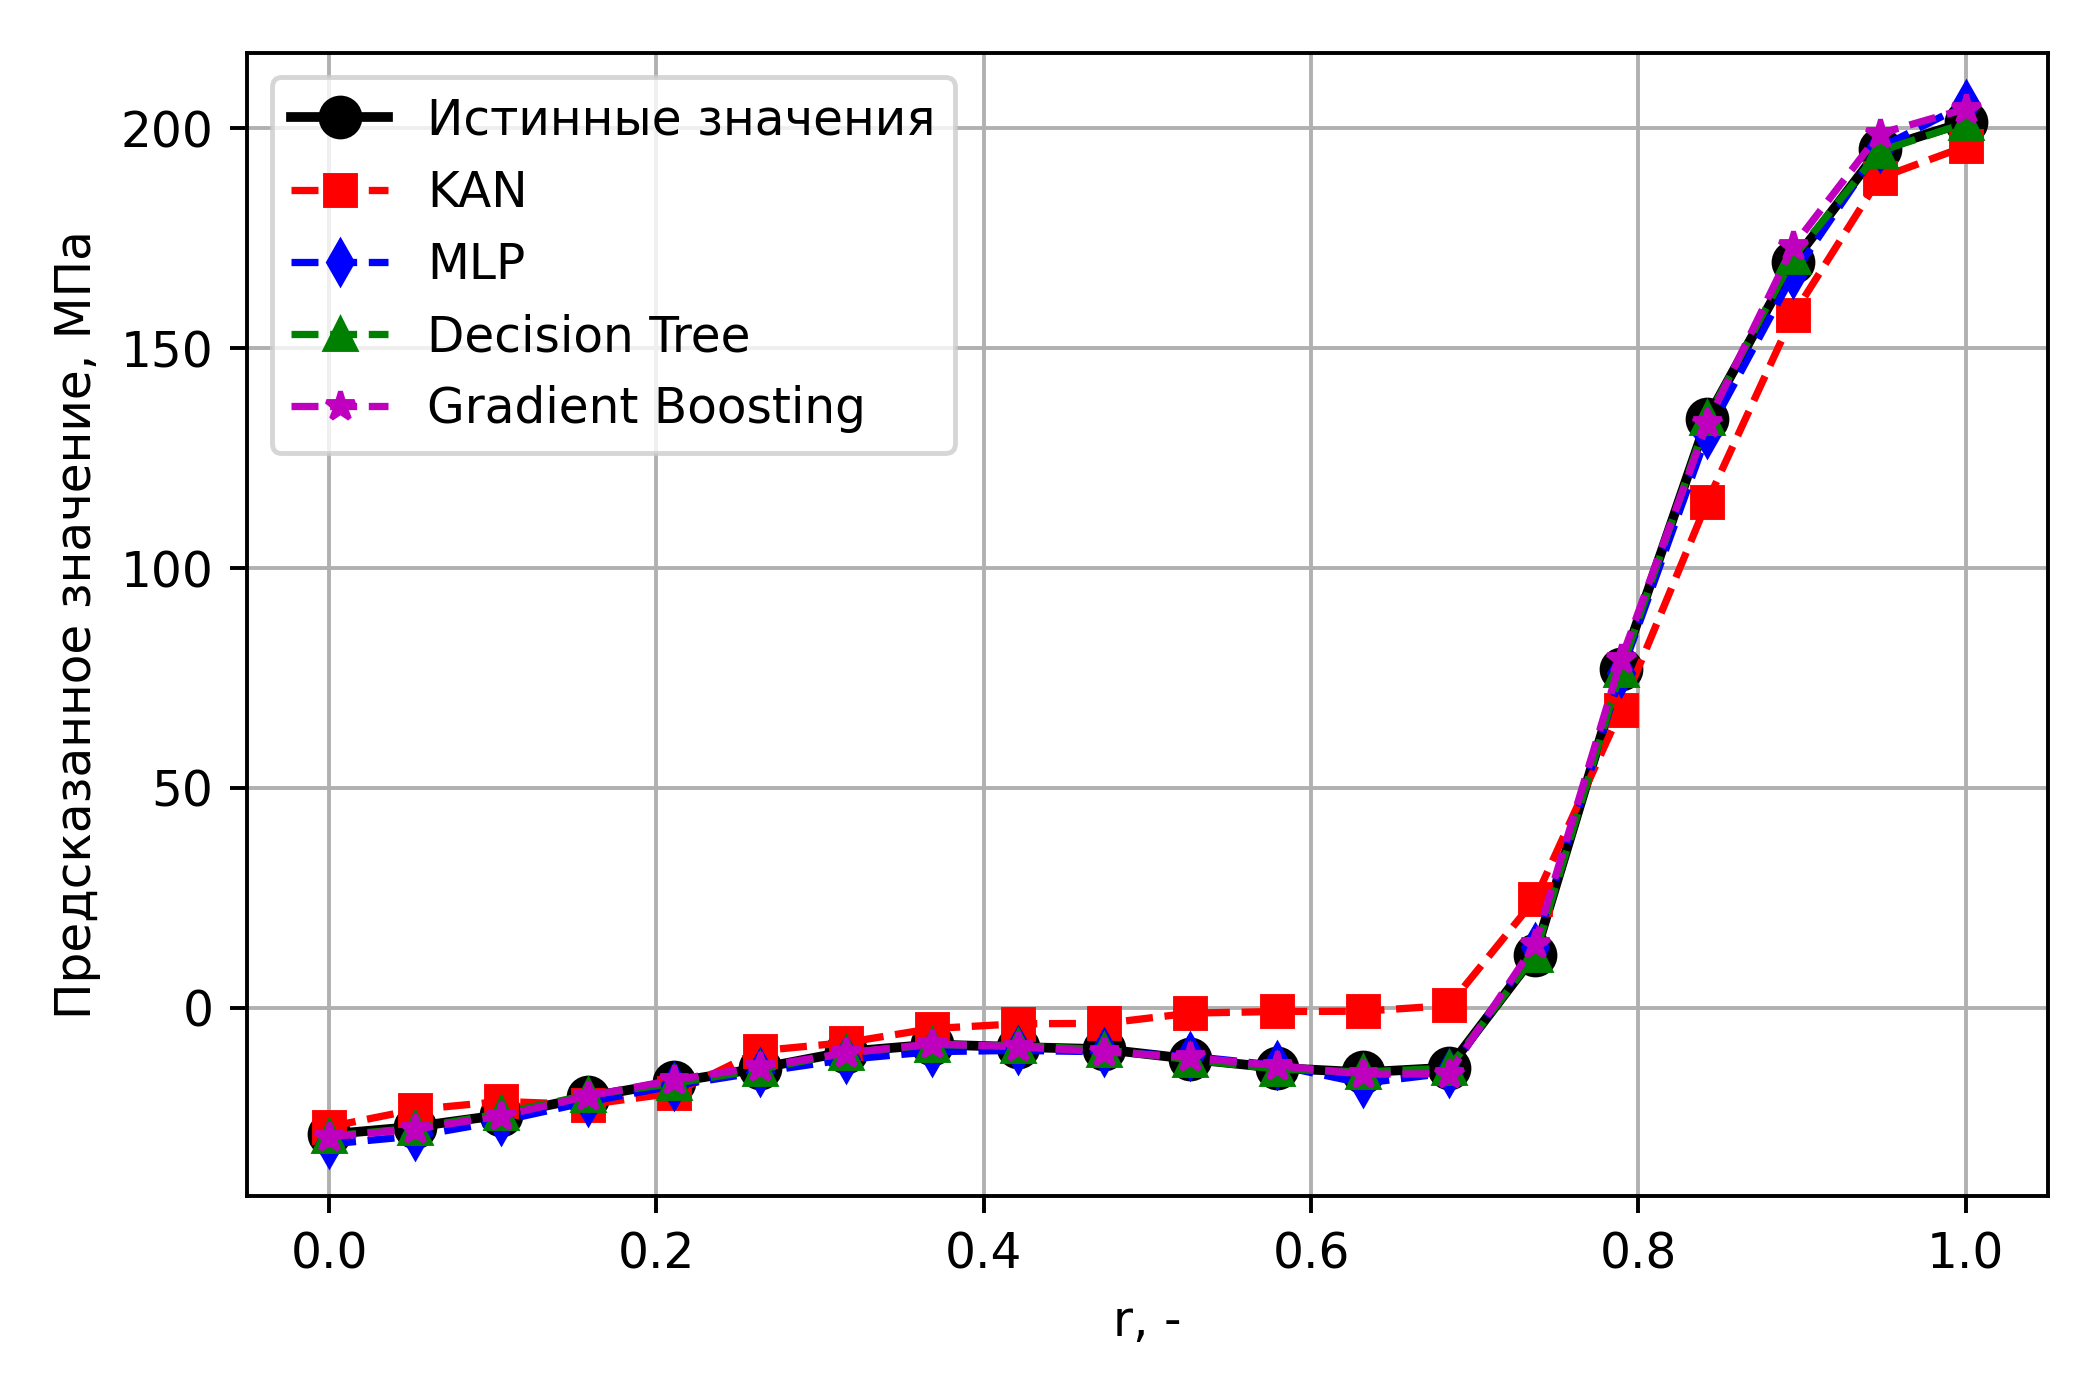 Истинные значения
KAN
MLP
Decision Tree
Gradient Boosting
Предсказанное значение, МПа
200
150
100
50
0
0.0 0.2 0.4 0.6 0.8 1.0
r, -